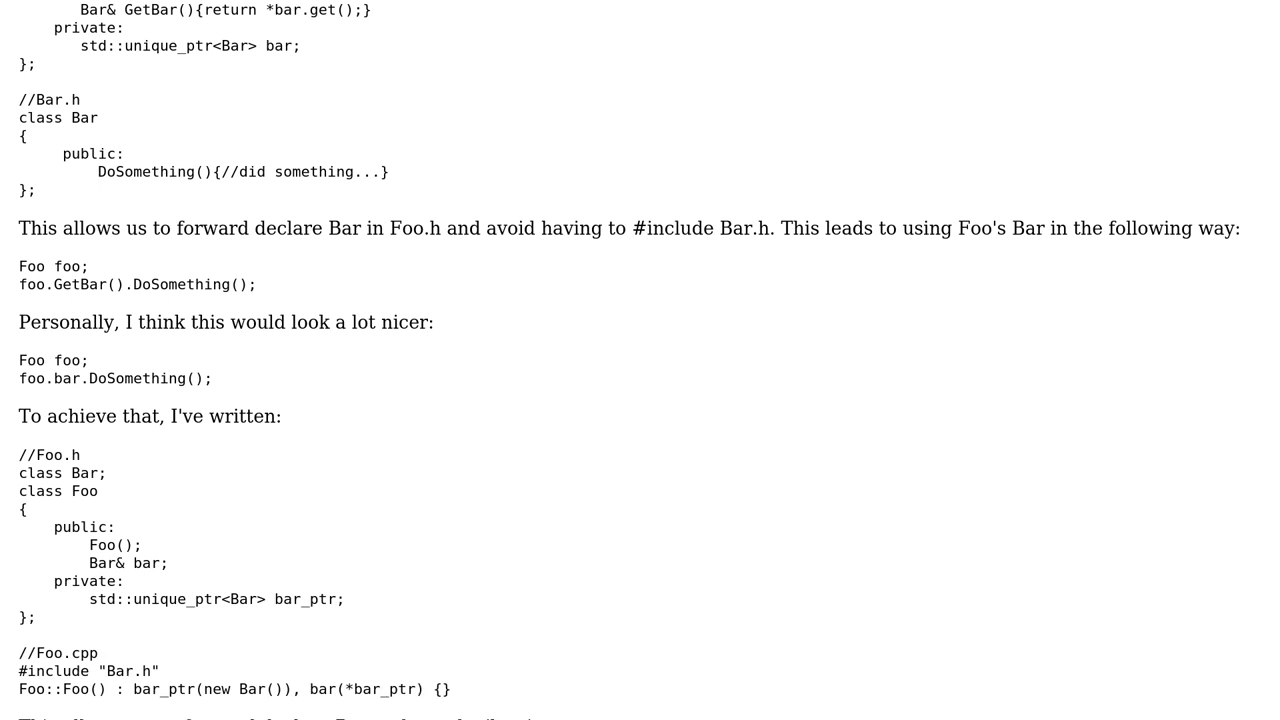 Bar& GetBar(){return *bar.get();}
private:
std::unique_ptr<Bar> bar;
};
//Bar.h
class Bar
{
public:
DoSomething(){//did something...}
};
This allows us to forward declare Bar in Foo.h and avoid having to #include Bar.h. This leads to using Foo's Bar in the following way:
Foo foo;
foo.GetBar().DoSomething();
Personally, I think this would look a lot nicer:
Foo foo;
foo.bar.DoSomething();
To achieve that, I've written:
//Foo.h
class Bar;
class Foo
{
public:
Foo();
Bar& bar;
private:
std::unique_ptr<Bar> bar_ptr;
};
//Foo.cpp
#include "Bar.h"
Foo::Foo() : bar_ptr(new Bar()), bar(*bar_ptr) {}